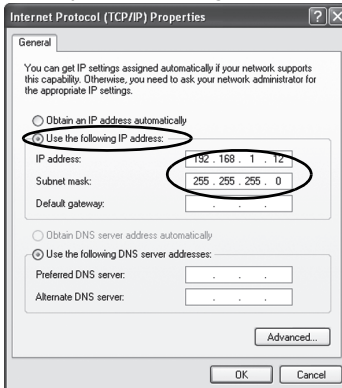 Internet Protocol (TCP/IP) Properties
General
You can get IP settings assigned automatically if your network supports
this capability. Otherwise, you need to ask your network administrator for
the appropriate IP settings.
Obtain an IP address automatically
Use the following IP address:
IP address: 192 . 168 . 1 . 12
Subnet mask: 255 . 255 . 255 . 0
Default gateway: . . .
Obtain DNS server address automatically
Use the following DNS server addresses:
Preferred DNS server: . . .
Alternate DNS server: . . .
Advanced...
OK Cancel